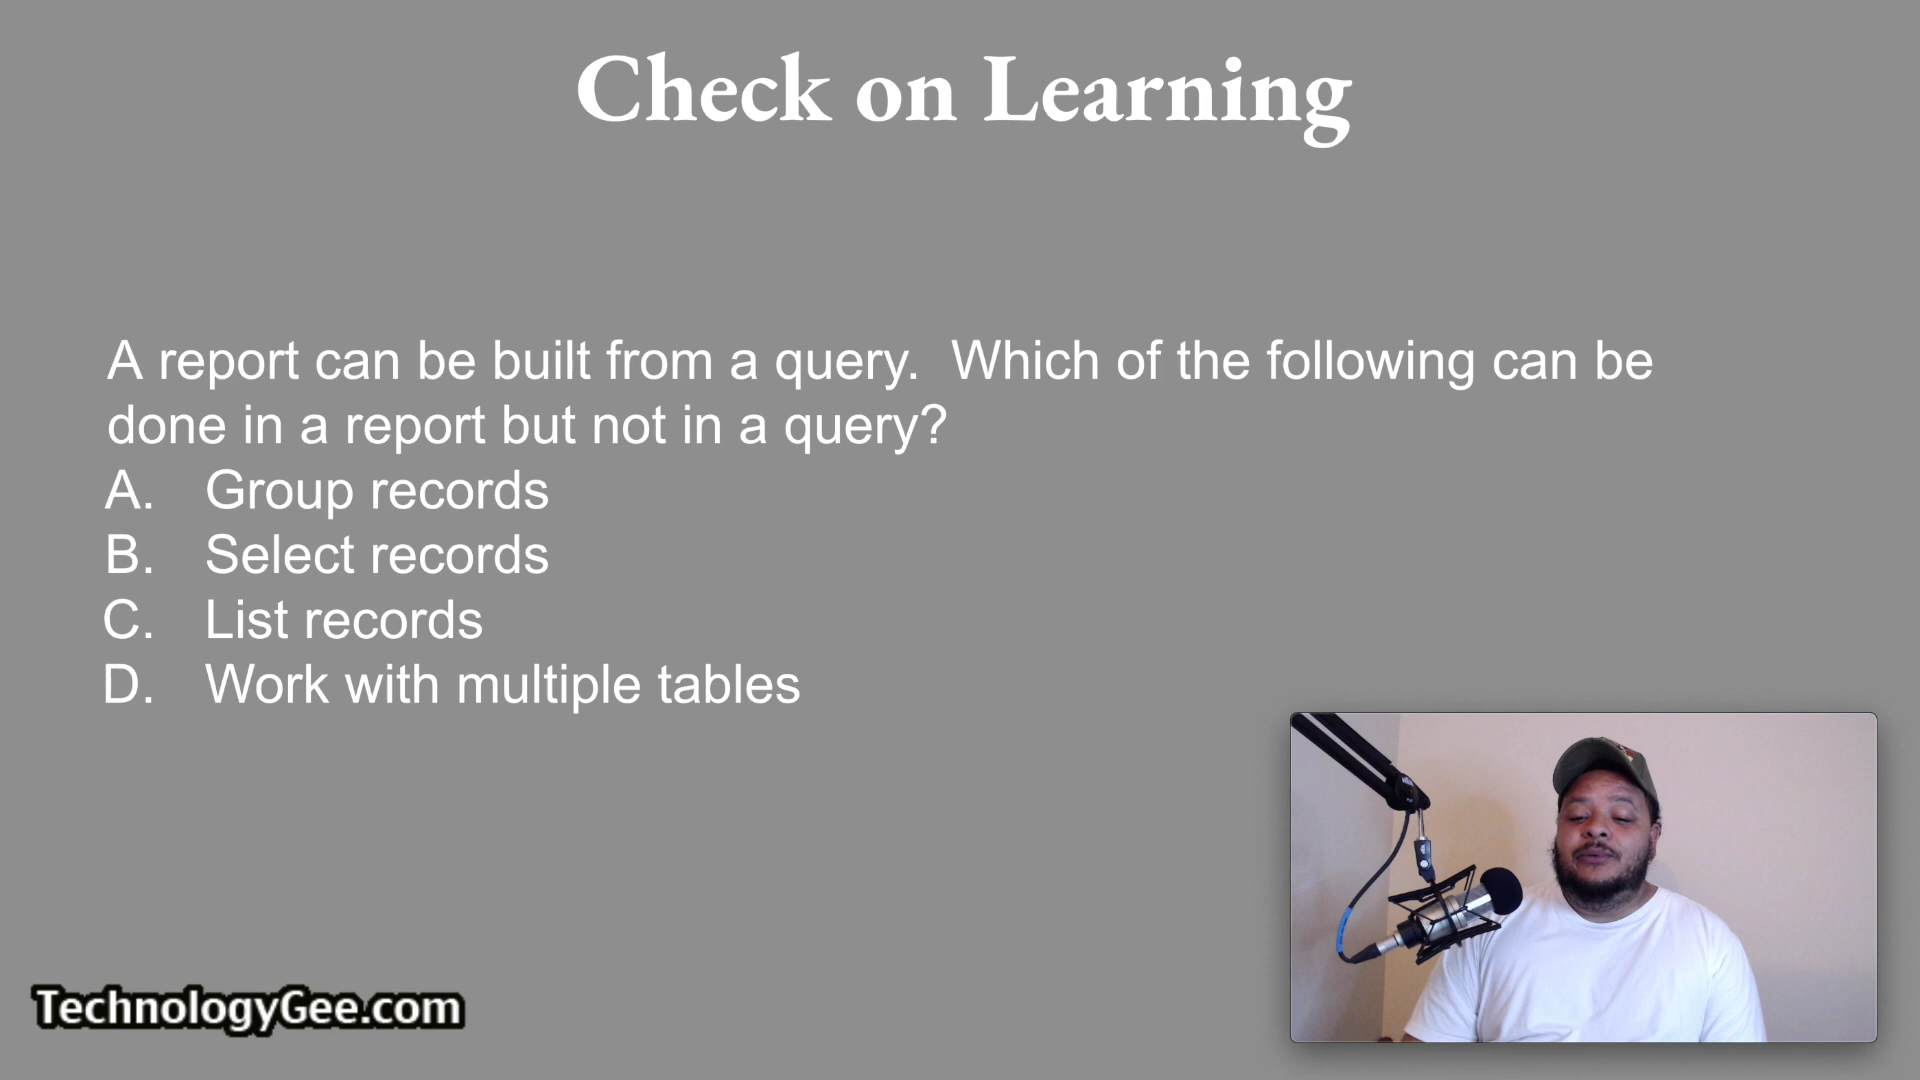 Check on Learning
A report can be built from a query.  Which of the following can be
done in a report but not in a query?
A. Group records
B. Select records
C. List records
D. Work with multiple tables
TechnologyGee.com